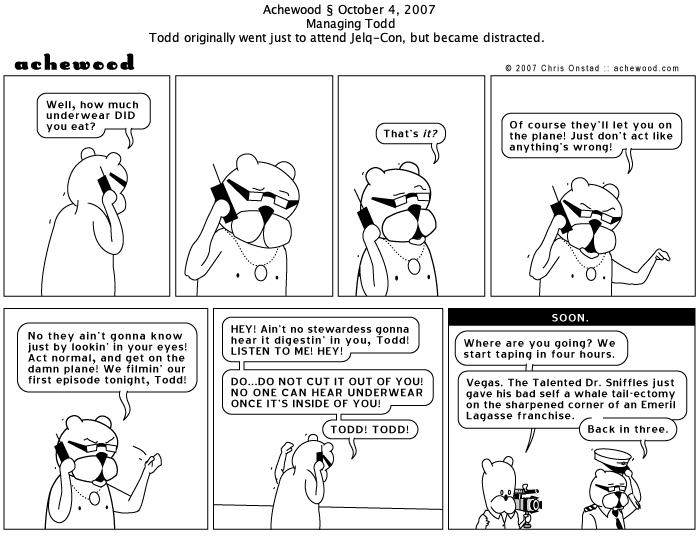 Achewood § October 4, 2007
Managing Todd
Todd originally went just to attend Jelq-Con, but became distracted.
achewood
© 2007 Chris Onstad :: achewood.com
Well, how much
underwear DID
you eat?
That's it?
Of course they'll let you on
the plane! Just don't act like
anything's wrong!
No they ain't gonna know
just by lookin' in your eyes!
Act normal, and get on the
damn plane! We filmin' our
first episode tonight, Todd!
HEY! Ain't no stewardess gonna
hear it digestin' in you, Todd!
LISTEN TO ME! HEY!
DO...DO NOT CUT IT OUT OF YOU!
NO ONE CAN HEAR UNDERWEAR
ONCE IT'S INSIDE OF YOU!
TODD! TODD!
SOON.
Where are you going? We
start taping in four hours.
Vegas. The Talented Dr. Sniffles just
gave his bad self a whale tail-ectomy
on the sharpened corner of an Emeril
Lagasse franchise.
Back in three.